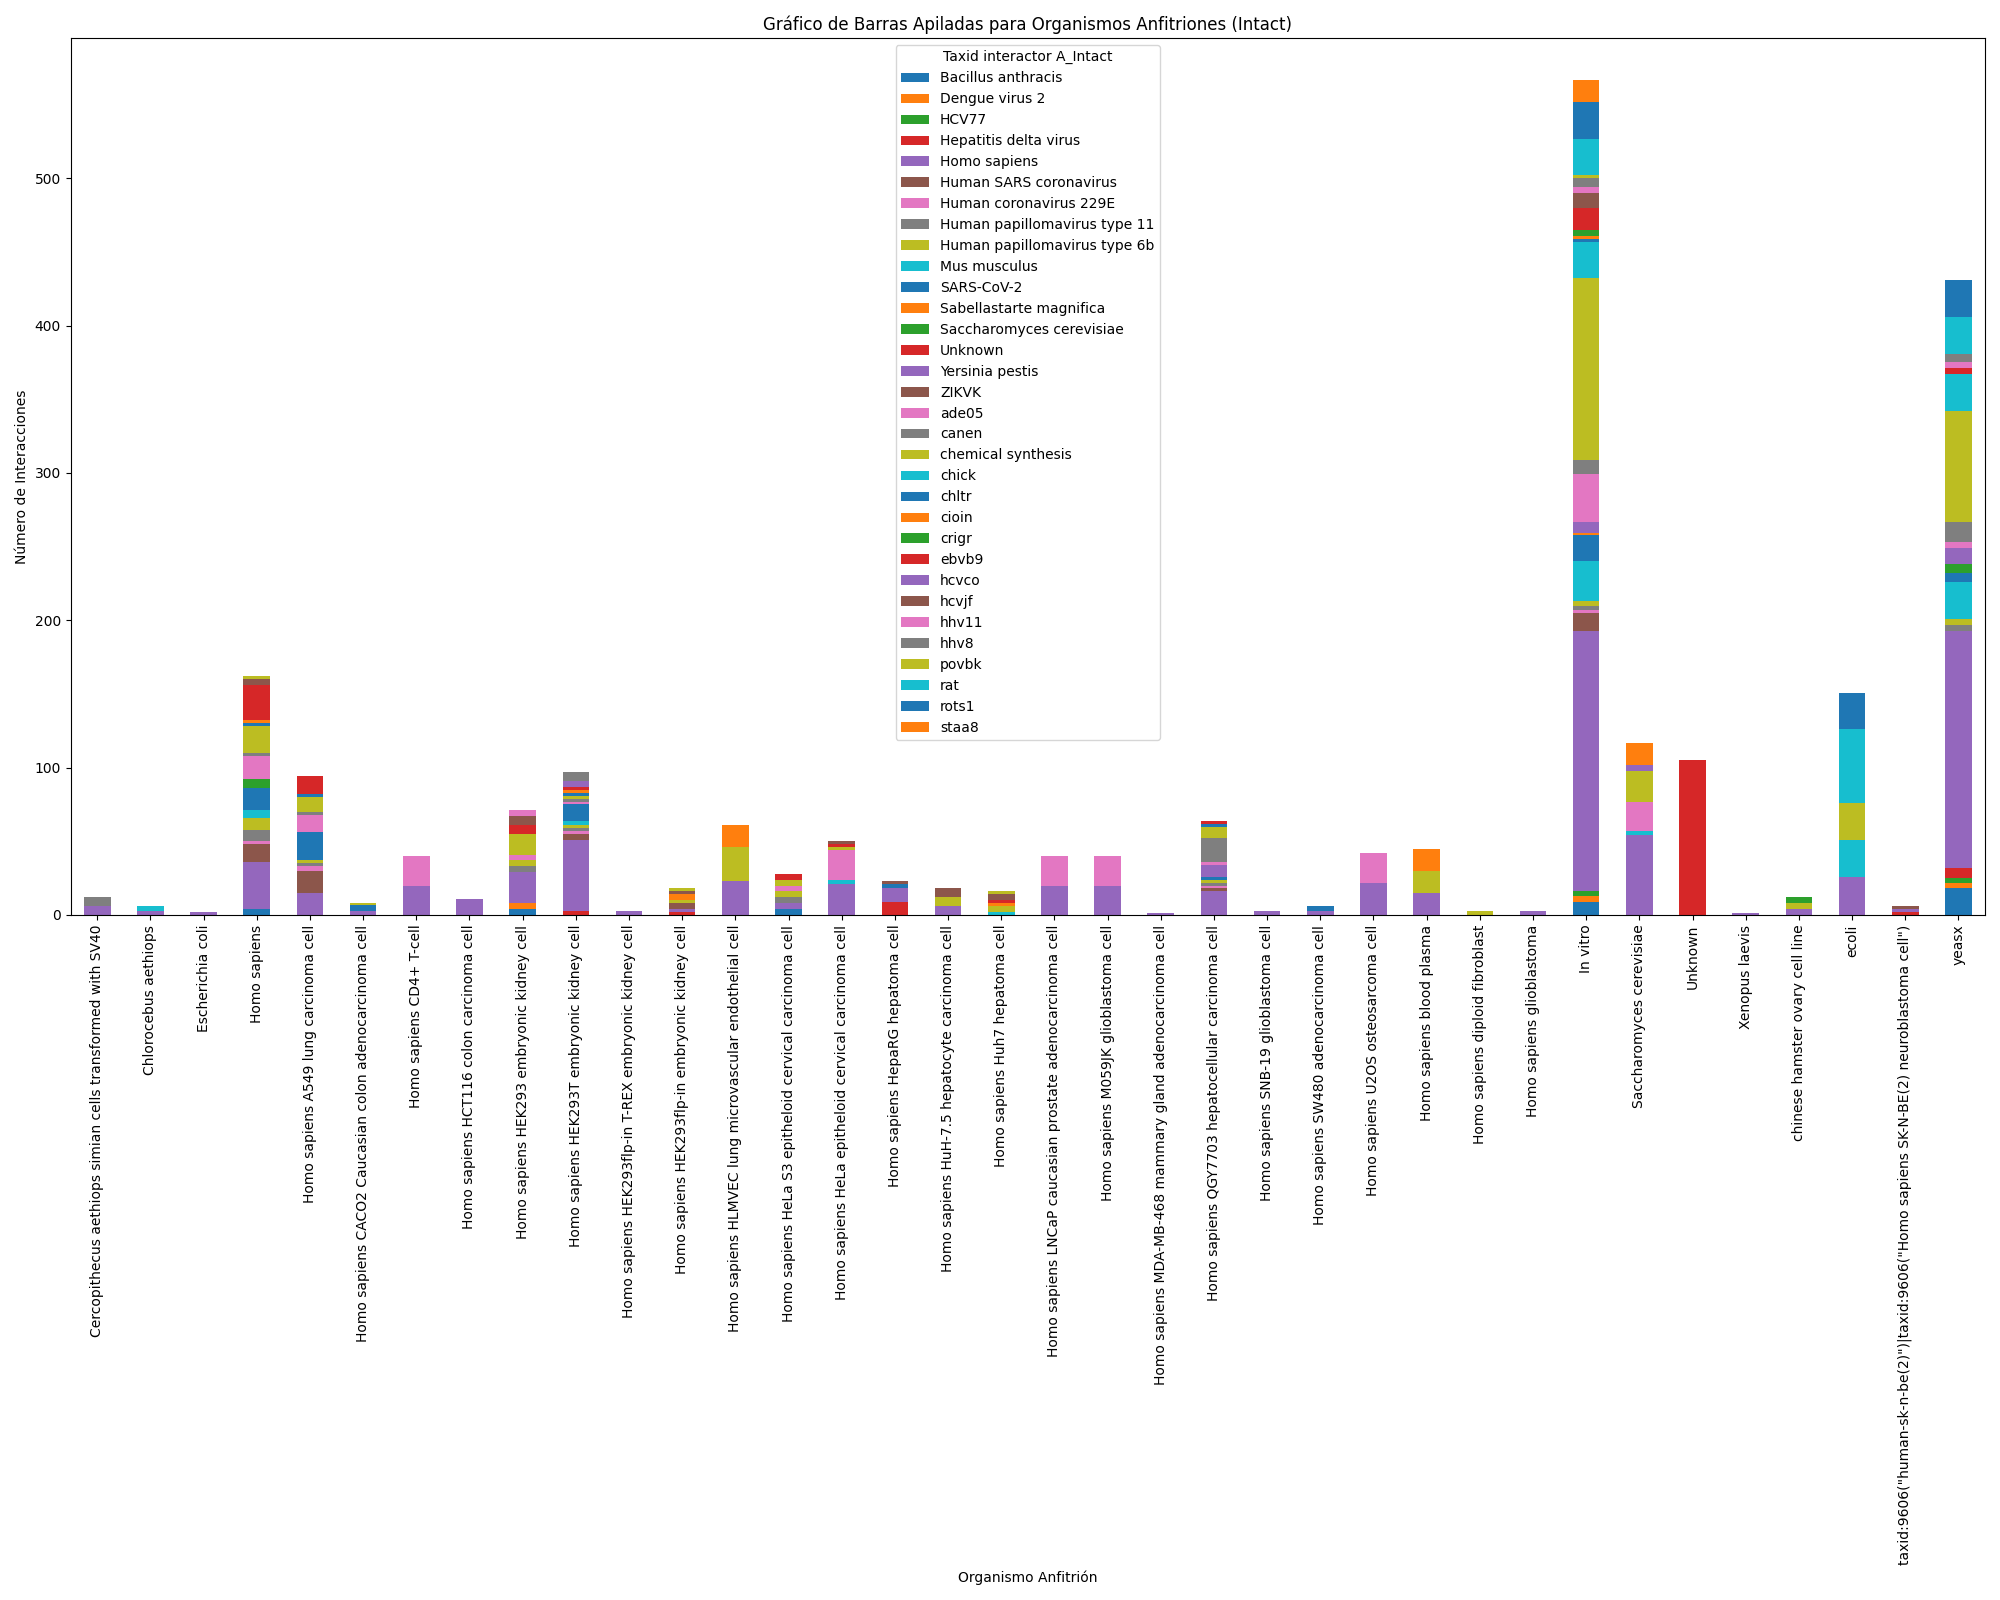 Gráfico de Barras Apiladas para Organismos Anfitriones (Intact)
Taxid interactor A_Intact
Bacillus anthracis
Dengue virus 2
HCV77
Hepatitis delta virus
Homo sapiens
Human SARS coronavirus
Human coronavirus 229E
Human papillomavirus type 11
Human papillomavirus type 6b
Mus musculus
SARS-CoV-2
Sabellastarte magnifica
Saccharomyces cerevisiae
Unknown
Yersinia pestis
ZIKVK
ade05
canen
chemical synthesis
chick
chltr
cioin
crigr
ebvb9
hcvco
hcvjf
hhv11
hhv8
povbk
rat
rots1
staa8
Número de Interacciones
500
400
300
200
100
0
Cercopithecus aethiops simian cells transformed with SV40
Chlorocebus aethiops
Escherichia coli
Homo sapiens
Homo sapiens A549 lung carcinoma cell
Homo sapiens CACO2 Caucasian colon adenocarcinoma cell
Homo sapiens CD4+ T-cell
Homo sapiens HCT116 colon carcinoma cell
Homo sapiens HEK293 embryonic kidney cell
Homo sapiens HEK293T embryonic kidney cell
Homo sapiens HEK293flp-in T-REX embryonic kidney cell
Homo sapiens HEK293flp-in embryonic kidney cell
Homo sapiens HLMVEC lung microvascular endothelial cell
Homo sapiens HeLa S3 epitheloid cervical carcinoma cell
Homo sapiens HeLa epitheloid cervical carcinoma cell
Homo sapiens HepaRG hepatoma cell
Homo sapiens HuH-7.5 hepatocyte carcinoma cell
Homo sapiens Huh7 hepatoma cell
Homo sapiens LNCaP caucasian prostate adenocarcinoma cell
Homo sapiens M059JK glioblastoma cell
Homo sapiens MDA-MB-468 mammary gland adenocarcinoma cell
Homo sapiens QGY7703 hepatocellular carcinoma cell
Homo sapiens SNB-19 glioblastoma cell
Homo sapiens SW480 adenocarcinoma cell
Homo sapiens U2OS osteosarcoma cell
Homo sapiens blood plasma
Homo sapiens diploid fibroblast
Homo sapiens glioblastoma
In vitro
Saccharomyces cerevisiae
Unknown
Xenopus laevis
chinese hamster ovary cell line
ecoli
taxid:9606("human-sk-n-be(2)")|taxid:9606("Homo sapiens SK-N-BE(2) neuroblastoma cell")
yeasx
Organismo Anfitrión